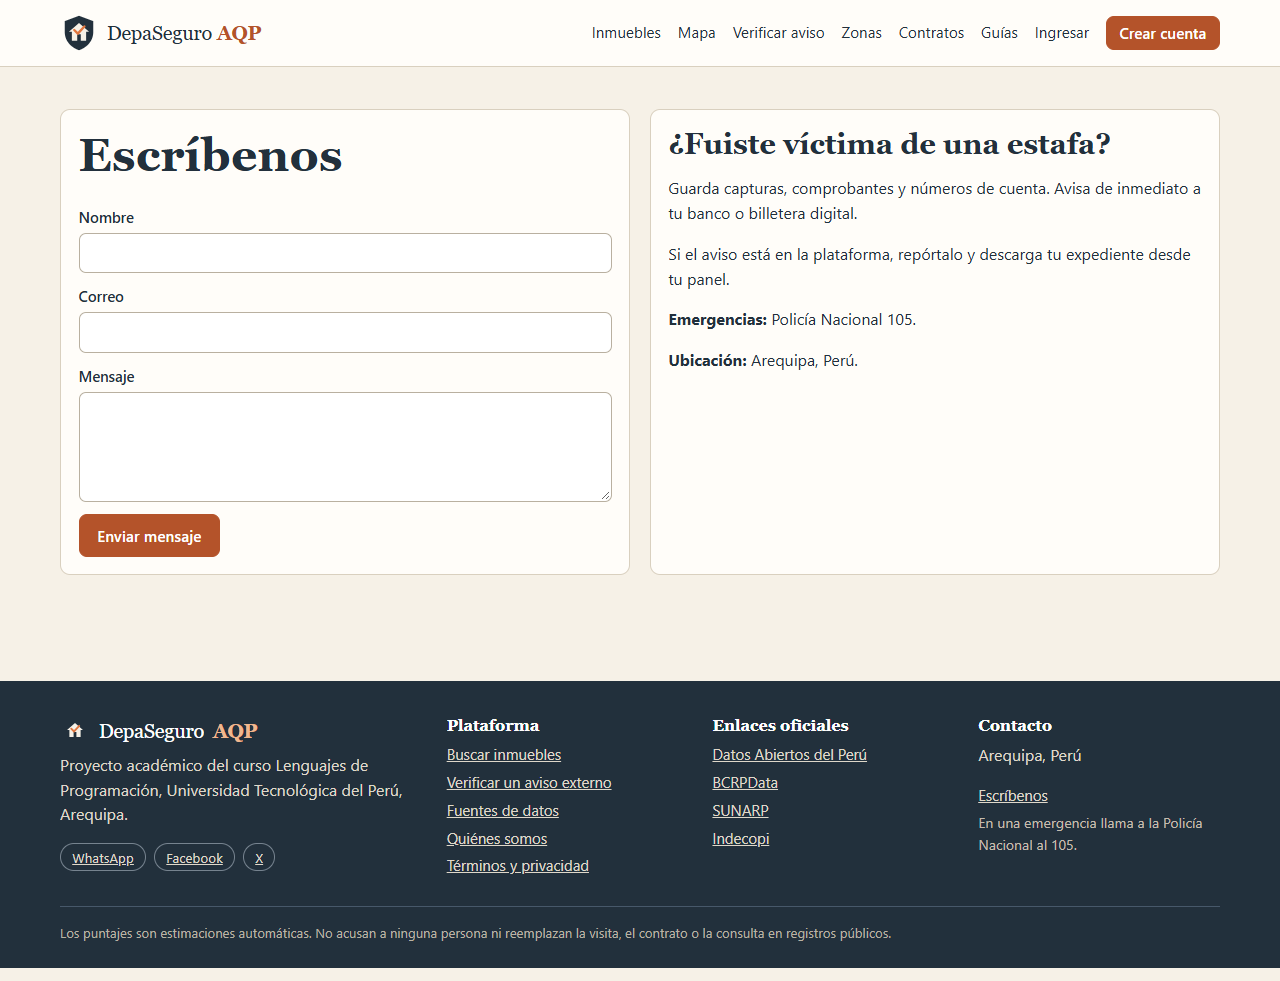 DepaSeguro AQP
Inmuebles Mapa Verificar aviso Zonas Contratos Guías Ingresar Crear cuenta
Escríbenos
Nombre
Correo
Mensaje
Enviar mensaje
¿Fuiste víctima de una estafa?
Guarda capturas, comprobantes y números de cuenta. Avisa de inmediato a
tu banco o billetera digital.
Si el aviso está en la plataforma, repórtalo y descarga tu expediente desde
tu panel.
Emergencias: Policía Nacional 105.
Ubicación: Arequipa, Perú.
DepaSeguro AQP
Proyecto académico del curso Lenguajes de
Programación, Universidad Tecnológica del Perú,
Arequipa.
WhatsApp Facebook X
Plataforma
Buscar inmuebles
Verificar un aviso externo
Fuentes de datos
Quiénes somos
Términos y privacidad
Enlaces oficiales
Datos Abiertos del Perú
BCRPData
SUNARP
Indecopi
Contacto
Arequipa, Perú
Escríbenos
En una emergencia llama a la Policía
Nacional al 105.
Los puntajes son estimaciones automáticas. No acusan a ninguna persona ni reemplazan la visita, el contrato o la consulta en registros públicos.